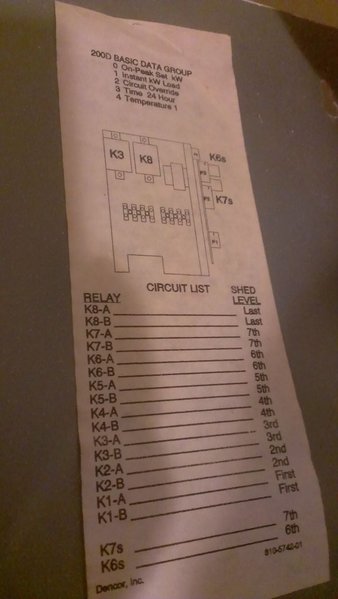 200D BASIC DATA GROUP
0 On-Peak Set kW
1 Instant kW Load
2 Circuit Override
3 Time 24 Hour
4 Temperature 1
K3 K8 K6s
K7s
CIRCUIT LIST
RELAY SHED LEVEL
K8-A Last
K8-B Last
K7-A 7th
K7-B 7th
K6-A 6th
K6-B 6th
K5-A 5th
K5-B 5th
K4-A 4th
K4-B 4th
K3-A 3rd
K3-B 3rd
K2-A 2nd
K2-B 2nd
K1-A First
K1-B First
K7s 7th
K6s 6th
Dencor, Inc. 810-5742-01